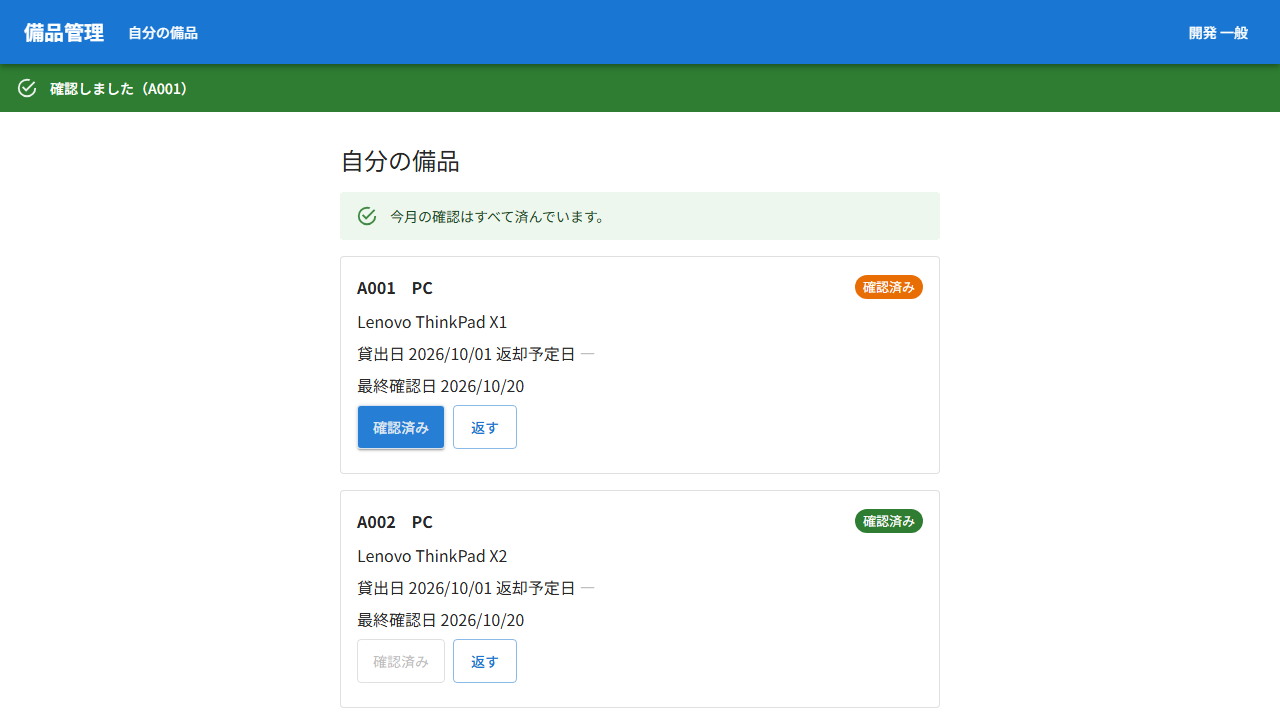 備品管理 自分の備品 開発 一般
確認しました（A001）
自分の備品
今月の確認はすべて済んでいます。
A001 PC 確認済み
Lenovo ThinkPad X1
貸出日 2026/10/01 返却予定日 —
最終確認日 2026/10/20
確認済み 返す
A002 PC 確認済み
Lenovo ThinkPad X2
貸出日 2026/10/01 返却予定日 —
最終確認日 2026/10/20
確認済み 返す